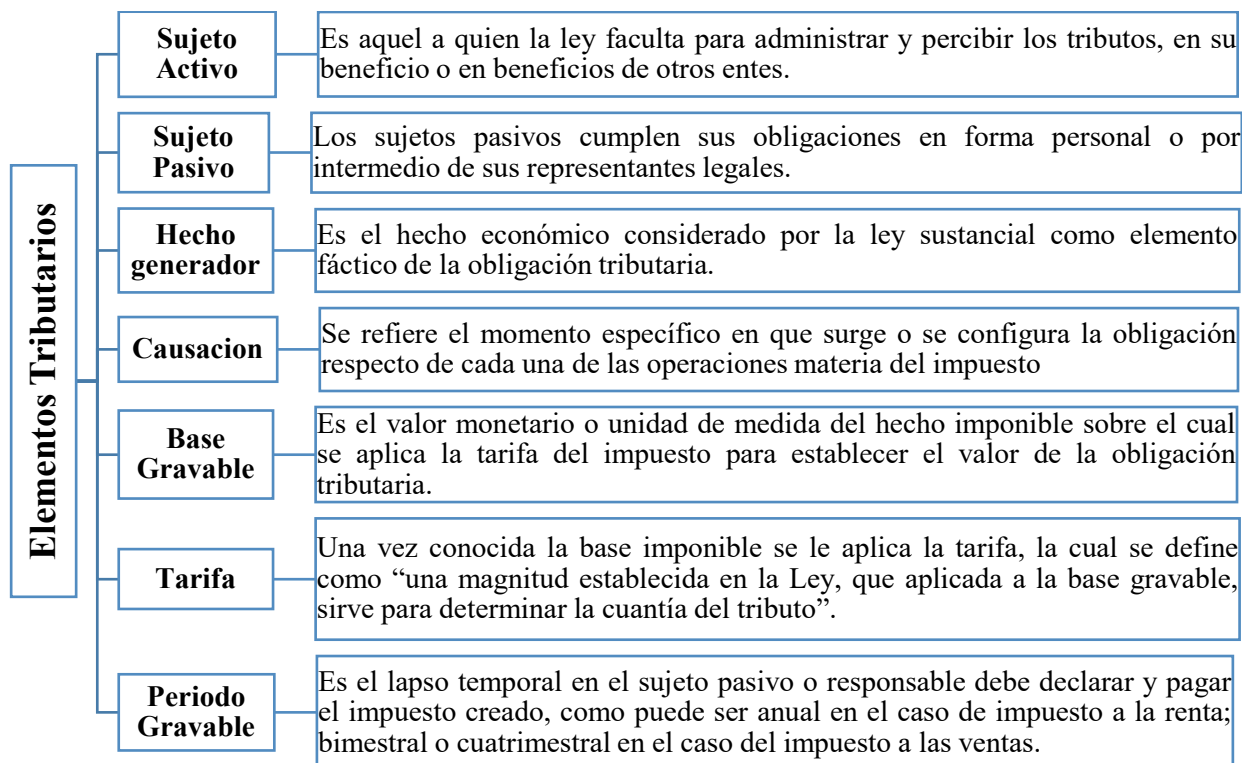 Elementos Tributarios
Sujeto
Activo
Es aquel a quien la ley faculta para administrar y percibir los tributos, en su
beneficio o en beneficios de otros entes.
Sujeto
Pasivo
Los sujetos pasivos cumplen sus obligaciones en forma personal o por
intermedio de sus representantes legales.
Hecho
generador
Es el hecho económico considerado por la ley sustancial como elemento
fáctico de la obligación tributaria.
Causacion
Se refiere el momento específico en que surge o se configura la obligación
respecto de cada una de las operaciones materia del impuesto
Base
Gravable
Es el valor monetario o unidad de medida del hecho imponible sobre el cual
se aplica la tarifa del impuesto para establecer el valor de la obligación
tributaria.
Tarifa
Una vez conocida la base imponible se le aplica la tarifa, la cual se define
como “una magnitud establecida en la Ley, que aplicada a la base gravable,
sirve para determinar la cuantía del tributo”.
Periodo
Gravable
Es el lapso temporal en el sujeto pasivo o responsable debe declarar y pagar
el impuesto creado, como puede ser anual en el caso de impuesto a la renta;
bimestral o cuatrimestral en el caso del impuesto a las ventas.